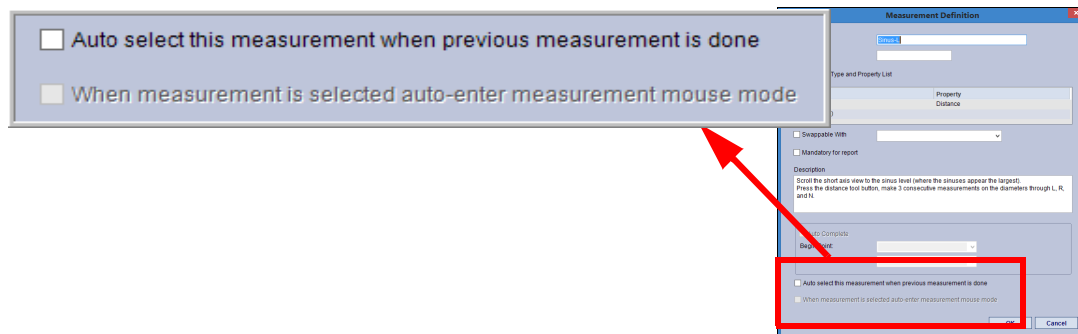 Auto select this measurement when previous measurement is done
When measurement is selected auto-enter measurement mouse mode
Measurement Definition
Sinus-L
Type and Property List
Property
Distance
Swappable With
Mandatory for report
Description
Scroll the short axis view to the sinus level (where the sinuses appear the largest).
Press the distance tool button, make 3 consecutive measurements on the diameters through L, R,
and N.
Auto Complete
Begin Point:
Auto select this measurement when previous measurement is done
When measurement is selected auto-enter measurement mouse mode
OK
Cancel